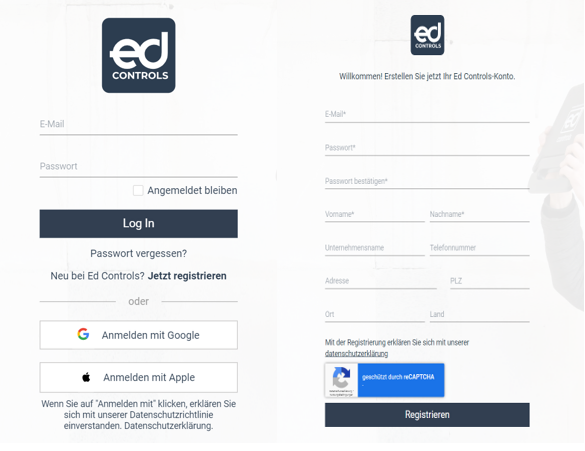 ed
CONTROLS
E-Mail
Passwort
Angemeldet bleiben
Log In
Passwort vergessen?
Neu bei Ed Controls? Jetzt registrieren
oder
Anmelden mit Google
Anmelden mit Apple
Wenn Sie auf "Anmelden mit" klicken, erklären Sie
sich mit unserer Datenschutzrichtlinie
einverstanden. Datenschutzerklärung.
ed
CONTROLS
Willkommen! Erstellen Sie jetzt Ihr Ed Controls-Konto.
E-Mail*
Passwort*
Passwort bestätigen*
Vorname* Nachname*
Unternehmensname Telefonnummer
Adresse PLZ
Ort Land
Mit der Registrierung erklären Sie sich mit unserer
datenschutzerklärung
geschützt durch reCAPTCHA
Registrieren